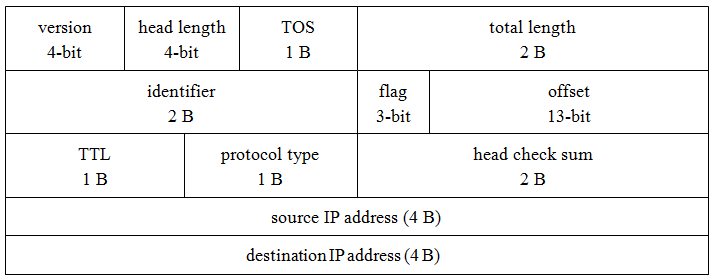 version head length TOS total length
4-bit 4-bit 1 B 2 B
identifier flag offset
2 B 3-bit 13-bit
TTL protocol type head check sum
1 B 1 B 2 B
source IP address (4 B)
destination IP address (4 B)